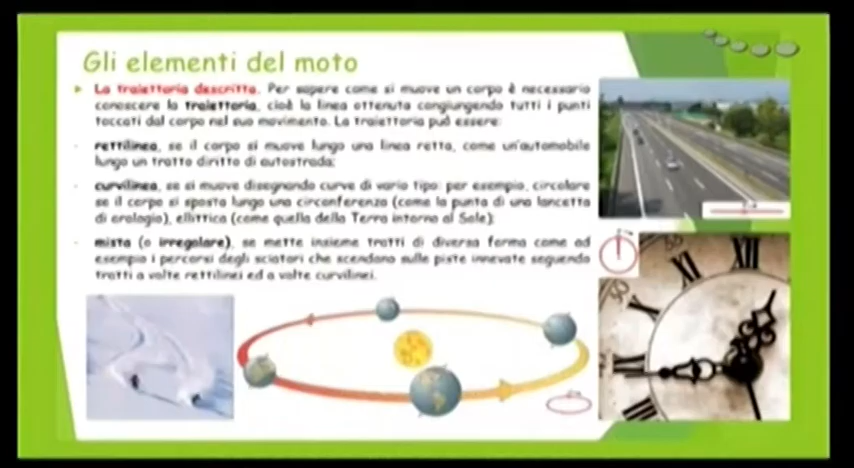 Gli elementi del moto
La traiettoria descritta. Per sapere come si muove un corpo è necessario
conoscere la traiettoria, cioè la linea ottenuta congiungendo tutti i punti
toccati dal corpo nel suo movimento. La traiettoria può essere:
rettilinea, se il corpo si muove lungo una linea retta, come un'automobile
lungo un tratto diritto di autostrada;
curvilinea, se si muove disegnando curve di vario tipo: per esempio, circolare
se il corpo si sposta lungo una circonferenza (come la punta di una lancetta
di orologio), ellittica (come quella della Terra intorno al Sole);
mista (o irregolare), se mette insieme tratti di diversa forma come ad
esempio i percorsi degli sciatori che scendono sulle piste innevate seguendo
tratti a volte rettilinei ed a volte curvilinei.
XI XII
X